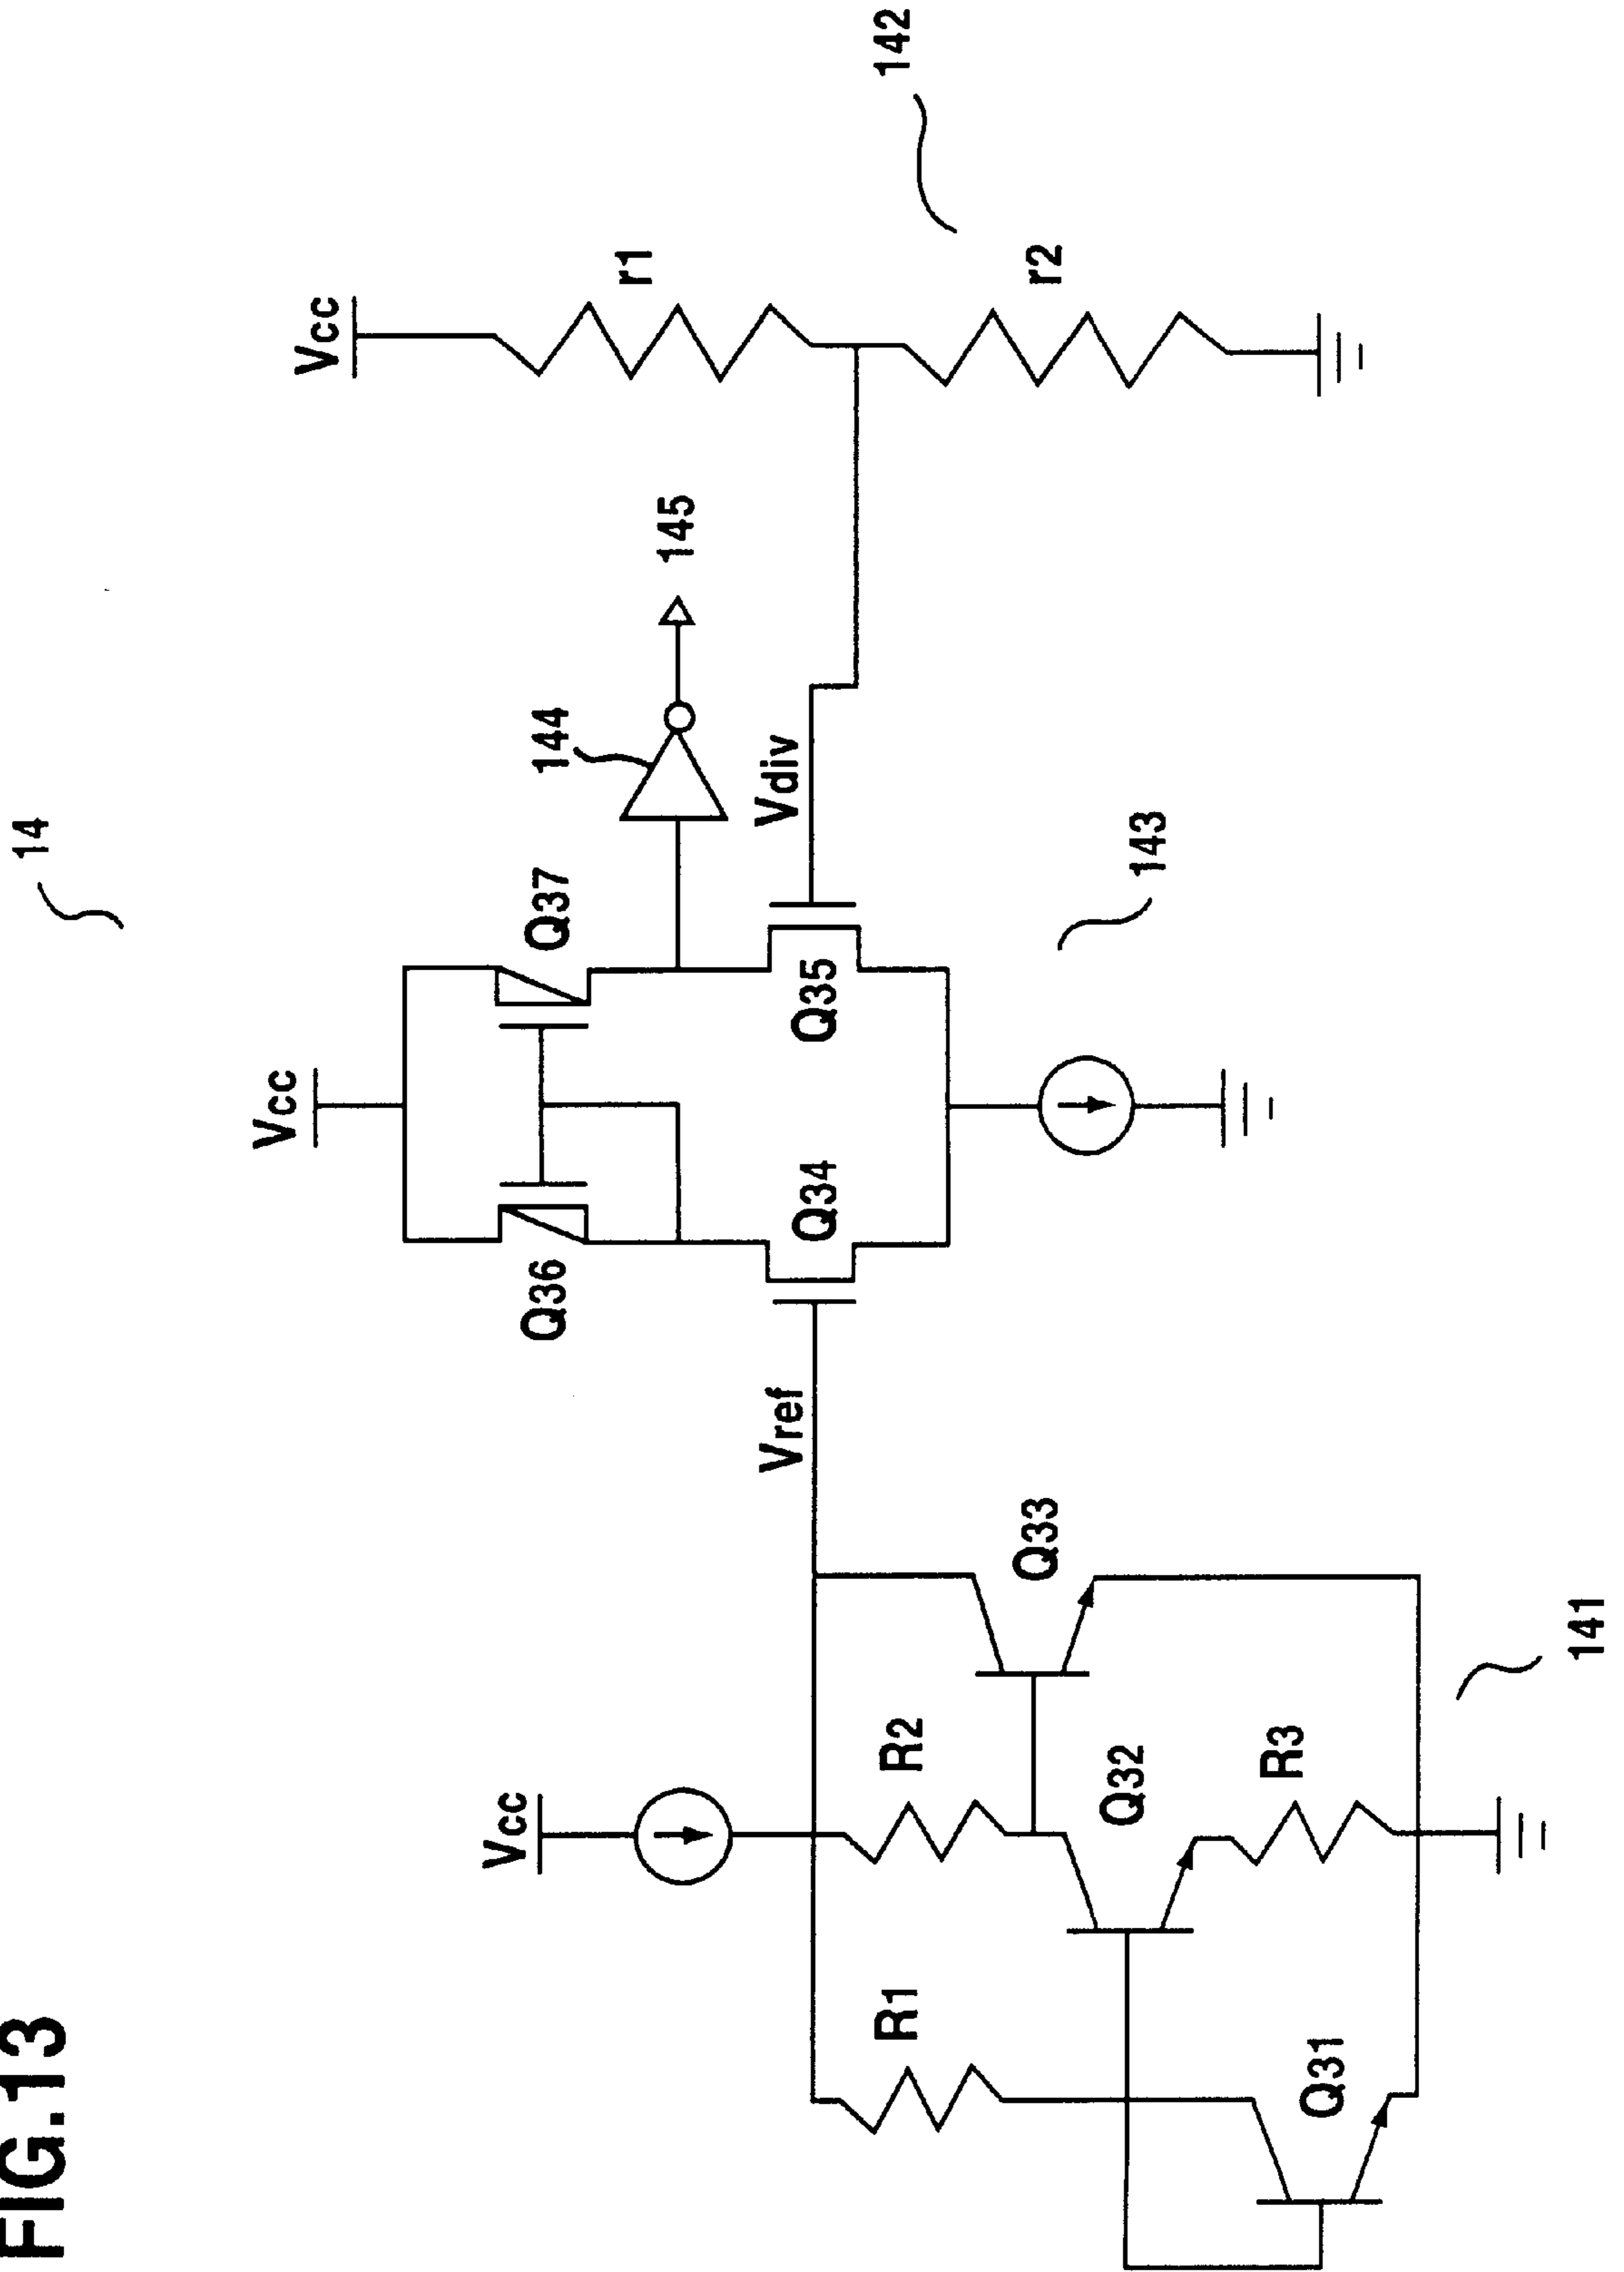 FIG.13
14
Vcc
Vcc
Vcc
Q36
Q37
144
145
r1
142
R1
R2
Vref
Q34
Q35
Vdiv
r2
Q33
143
Q32
Q31
R3
141